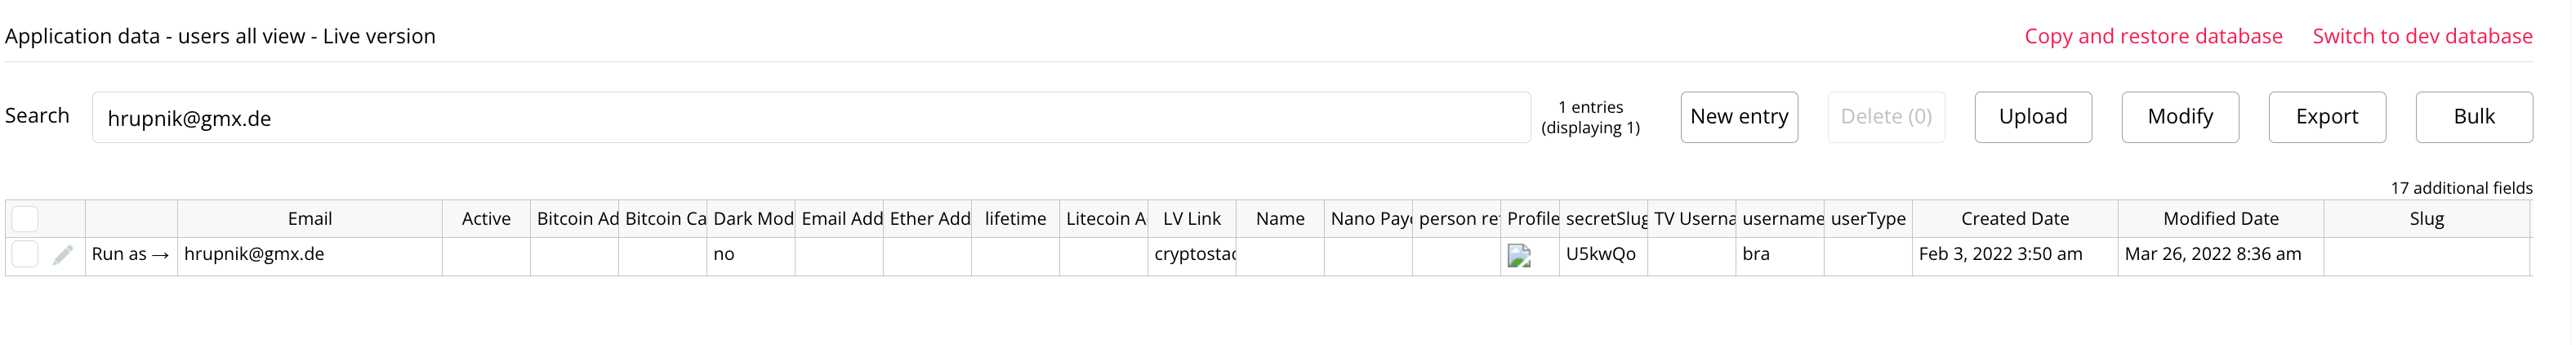 Application data - users all view - Live version
Copy and restore database Switch to dev database
Search hrupnik@gmx.de 1 entries (displaying 1) New entry Delete (0) Upload Modify Export Bulk
17 additional fields
Email Active Bitcoin Ad Bitcoin Ca Dark Mod Email Add Ether Add lifetime Litecoin A LV Link Name Nano Payo person re Profile secretSlug TV Userna username userType Created Date Modified Date Slug
Run as → hrupnik@gmx.de no cryptostac U5kwQo bra Feb 3, 2022 3:50 am Mar 26, 2022 8:36 am